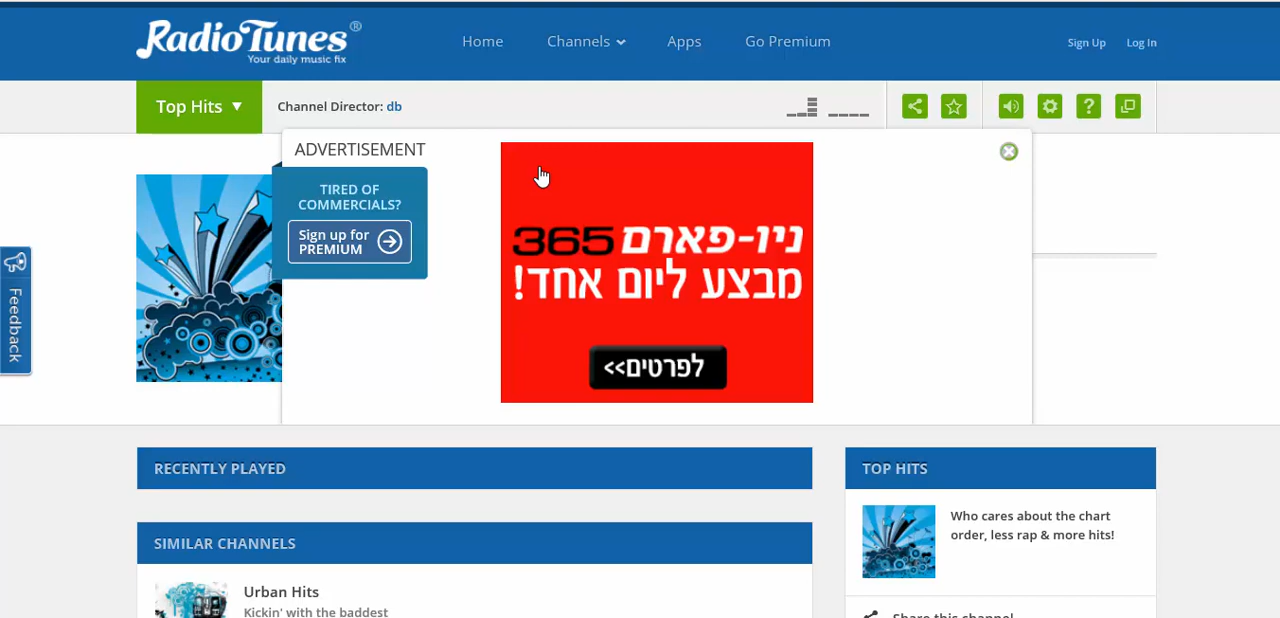 RadioTunes®
Your daily music fix
Home
Channels
Apps
Go Premium
Sign Up
Log In
Top Hits ▼
Channel Director: db
ADVERTISEMENT
TIRED OF
COMMERCIALS?
Sign up for
PREMIUM
ניו-פארם 365
מבצע ליום אחד!
לפרטים>>
Feedback
RECENTLY PLAYED
TOP HITS
Who cares about the chart
order, less rap & more hits!
SIMILAR CHANNELS
Urban Hits
Kickin' with the baddest
Share this channel